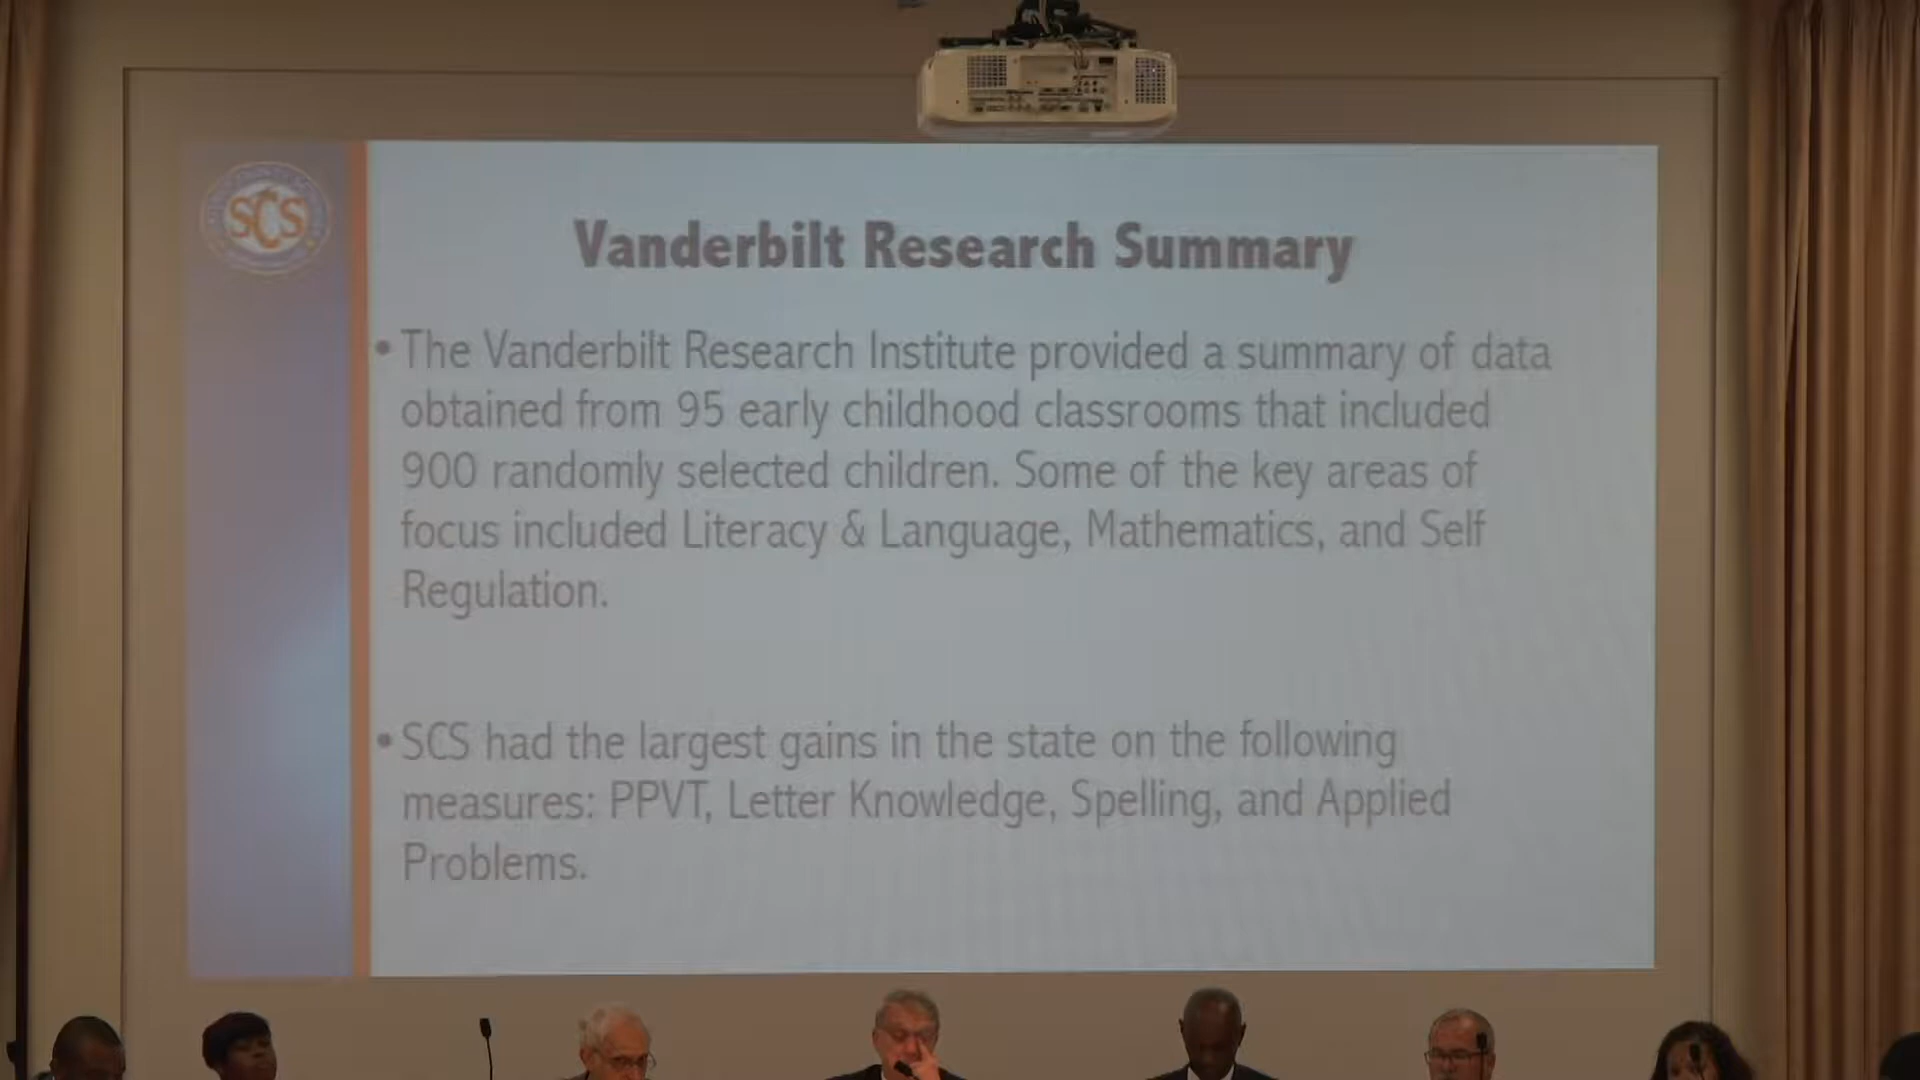 SCS
Vanderbilt Research Summary
• The Vanderbilt Research Institute provided a summary of data
obtained from 95 early childhood classrooms that included
900 randomly selected children. Some of the key areas of
focus included Literacy & Language, Mathematics, and Self
Regulation.
• SCS had the largest gains in the state on the following
measures: PPVT, Letter Knowledge, Spelling, and Applied
Problems.